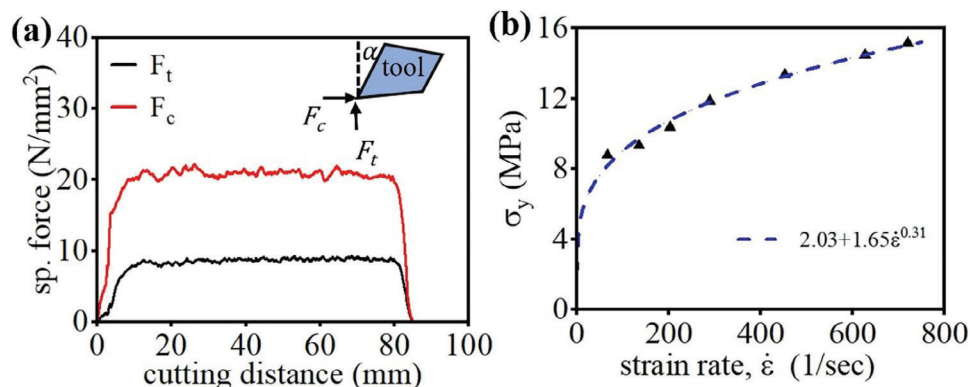 (a)
40
30
20
10
0
sp. force (N/mm²)
F_t
F_c
α
tool
F_c
F_t
0 20 40 60 80 100
cutting distance (mm)
(b)
16
12
8
4
0
σ_y (MPa)
2.03+1.65ε̇^0.31
0 200 400 600 800
strain rate, ε̇ (1/sec)